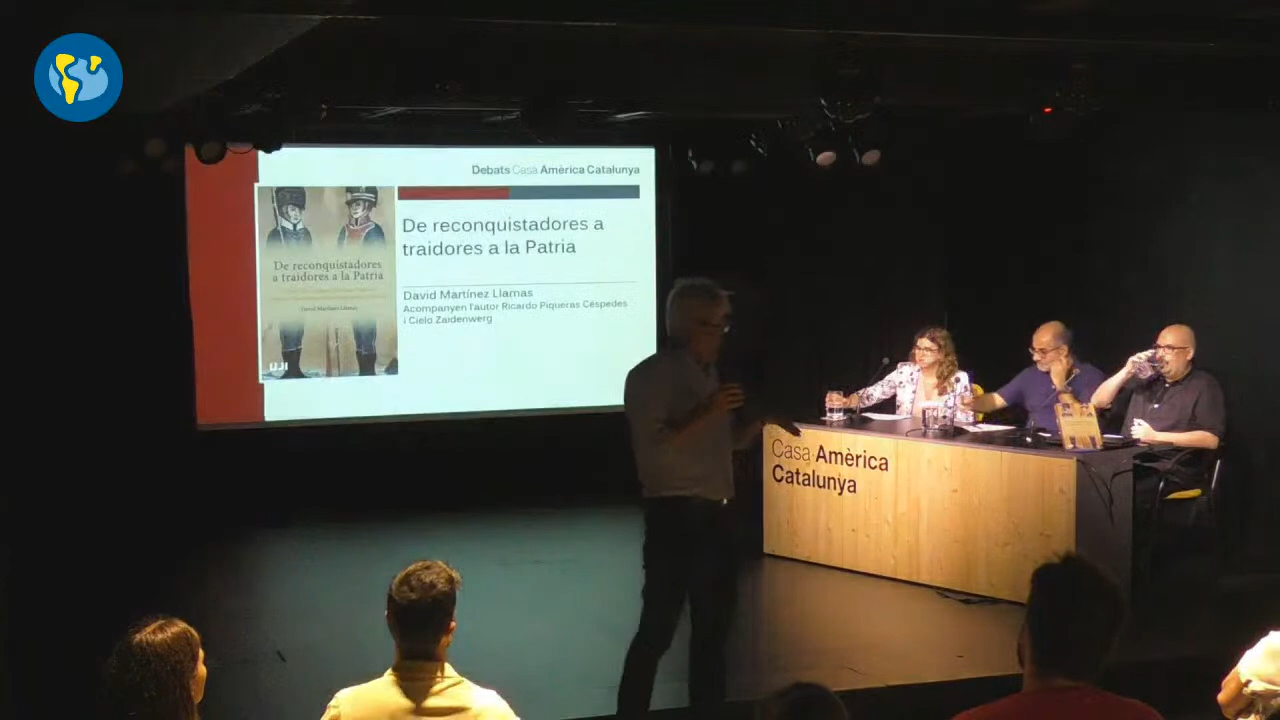 Debats Casa Amèrica Catalunya
De reconquistadores a
traidores a la Patria
David Martínez Llamas
Acompanyen l'autor Ricardo Piqueras Céspedes
i Cielo Zaidenwerg
De reconquistadores
a traidores a la Patria
David Martínez Llamas
UJI
Casa Amèrica
Catalunya